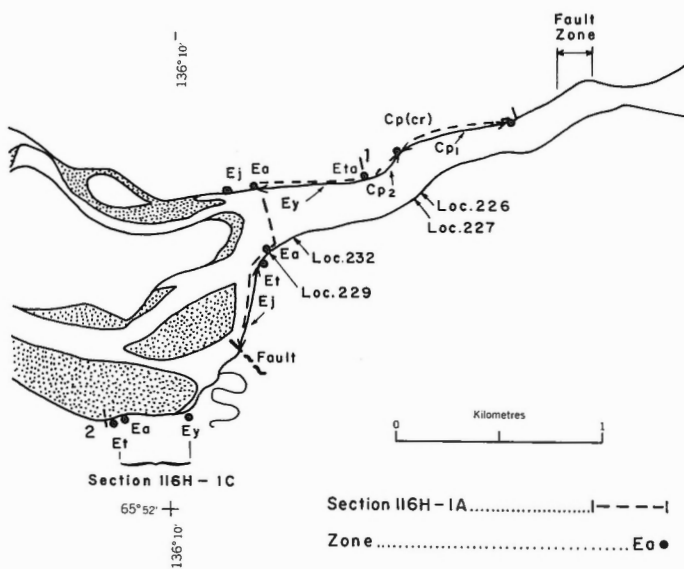 Fault
Zone
136° 10'
Cp(cr)
Ej
Ea
Eta
1
Cp1
Ey
Cp2
Loc. 226
Loc. 227
Ea
Loc. 232
Et
Loc. 229
Ej
Fault
Kilometres
0
1
2
Ea
Ey
Et
Section 116H-1C
65° 52'
136° 10'
Section 116H-1A
Zone
Ea